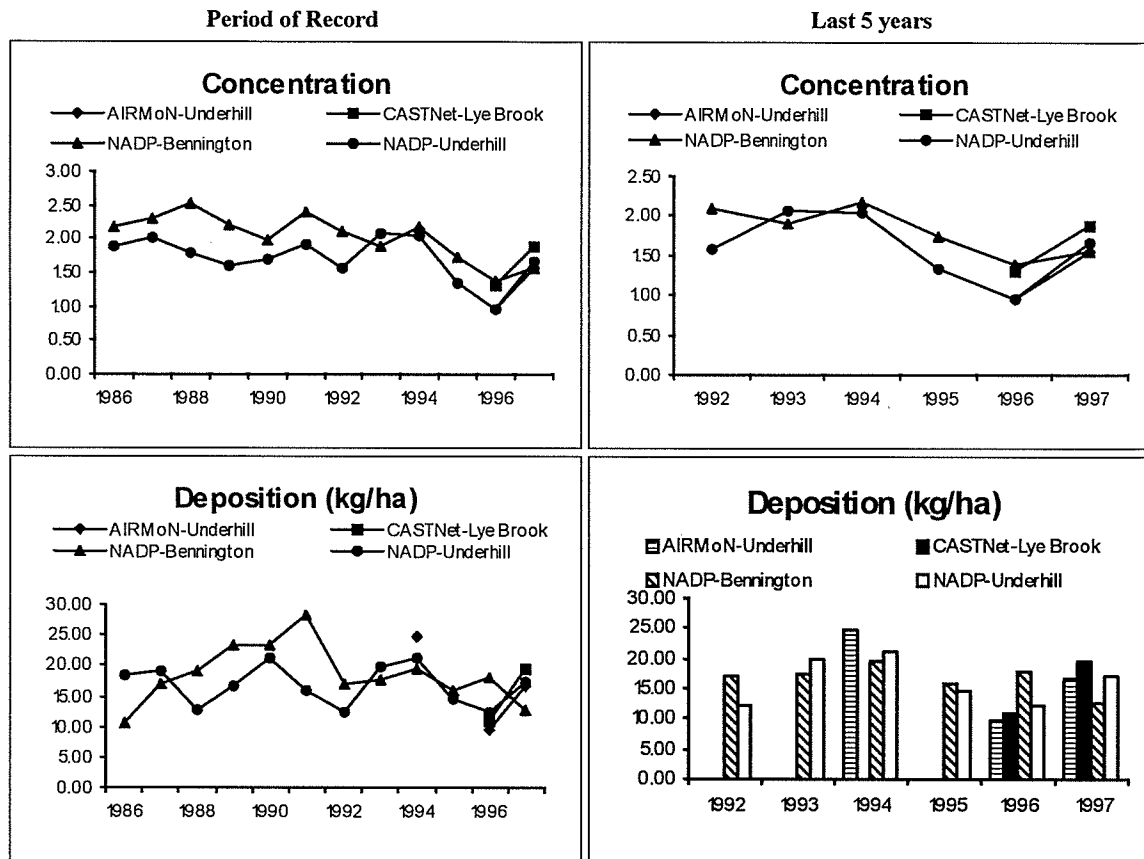 Period of Record
Last 5 years
Concentration
AIRMoN-Underhill CASTNet-Lye Brook
NADP-Bennington NADP-Underhill
3.00
2.50
2.00
1.50
1.00
0.50
0.00
1986 1988 1990 1992 1994 1996
Concentration
AIRMoN-Underhill CASTNet-Lye Brook
NADP-Bennington NADP-Underhill
2.50
2.00
1.50
1.00
0.50
0.00
1992 1993 1994 1995 1996 1997
Deposition (kg/ha)
AIRMoN-Underhill CASTNet-Lye Brook
NADP-Bennington NADP-Underhill
30.00
25.00
20.00
15.00
10.00
5.00
0.00
1986 1988 1990 1992 1994 1996
Deposition (kg/ha)
AIRMoN-Underhill CASTNet-Lye Brook
NADP-Bennington NADP-Underhill
30.00
25.00
20.00
15.00
10.00
5.00
0.00
1992 1993 1994 1995 1996 1997